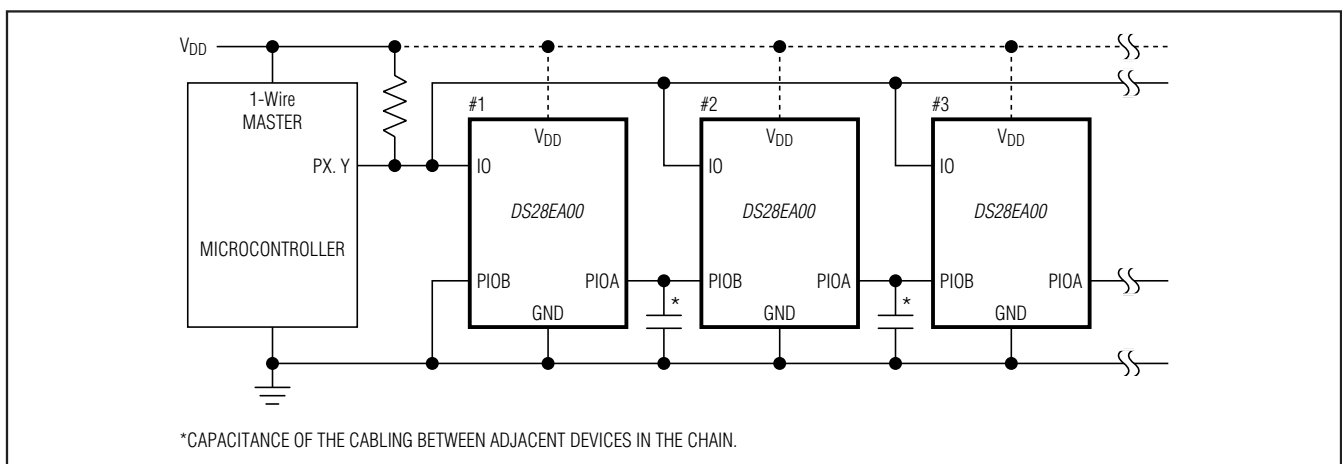 VDD
1-Wire
MASTER
PX. Y
MICROCONTROLLER
#1
VDD
IO
DS28EA00
PIOB
PIOA
GND
*
#2
VDD
IO
DS28EA00
PIOB
PIOA
GND
*
#3
VDD
IO
DS28EA00
PIOB
PIOA
GND
*CAPACITANCE OF THE CABLING BETWEEN ADJACENT DEVICES IN THE CHAIN.